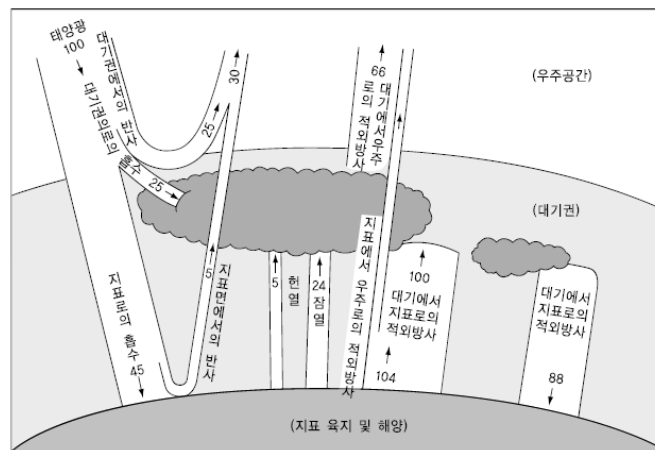 태양광
100
대기권에서의 반사
대기권의로의
흡수 25
25
30
66
대기에서우주
로의 적외방사
(우주공간)
(대기권)
지표로의 흡수
45
5
지표면에서의 반사
5
헌열
24
잠열
지표에서 우주로의 적외방사
100
대기에서
지표로의
적외방사
104
대기에서
지표로의
적외방사
88
(지표 육지 및 해양)